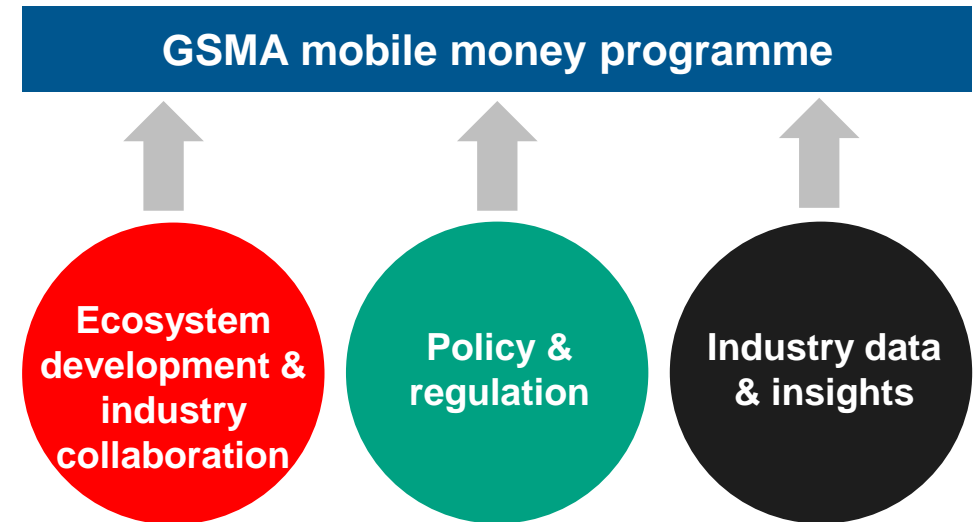 GSMA mobile money programme
Ecosystem
development &
industry
collaboration
Policy &
regulation
Industry data
& insights